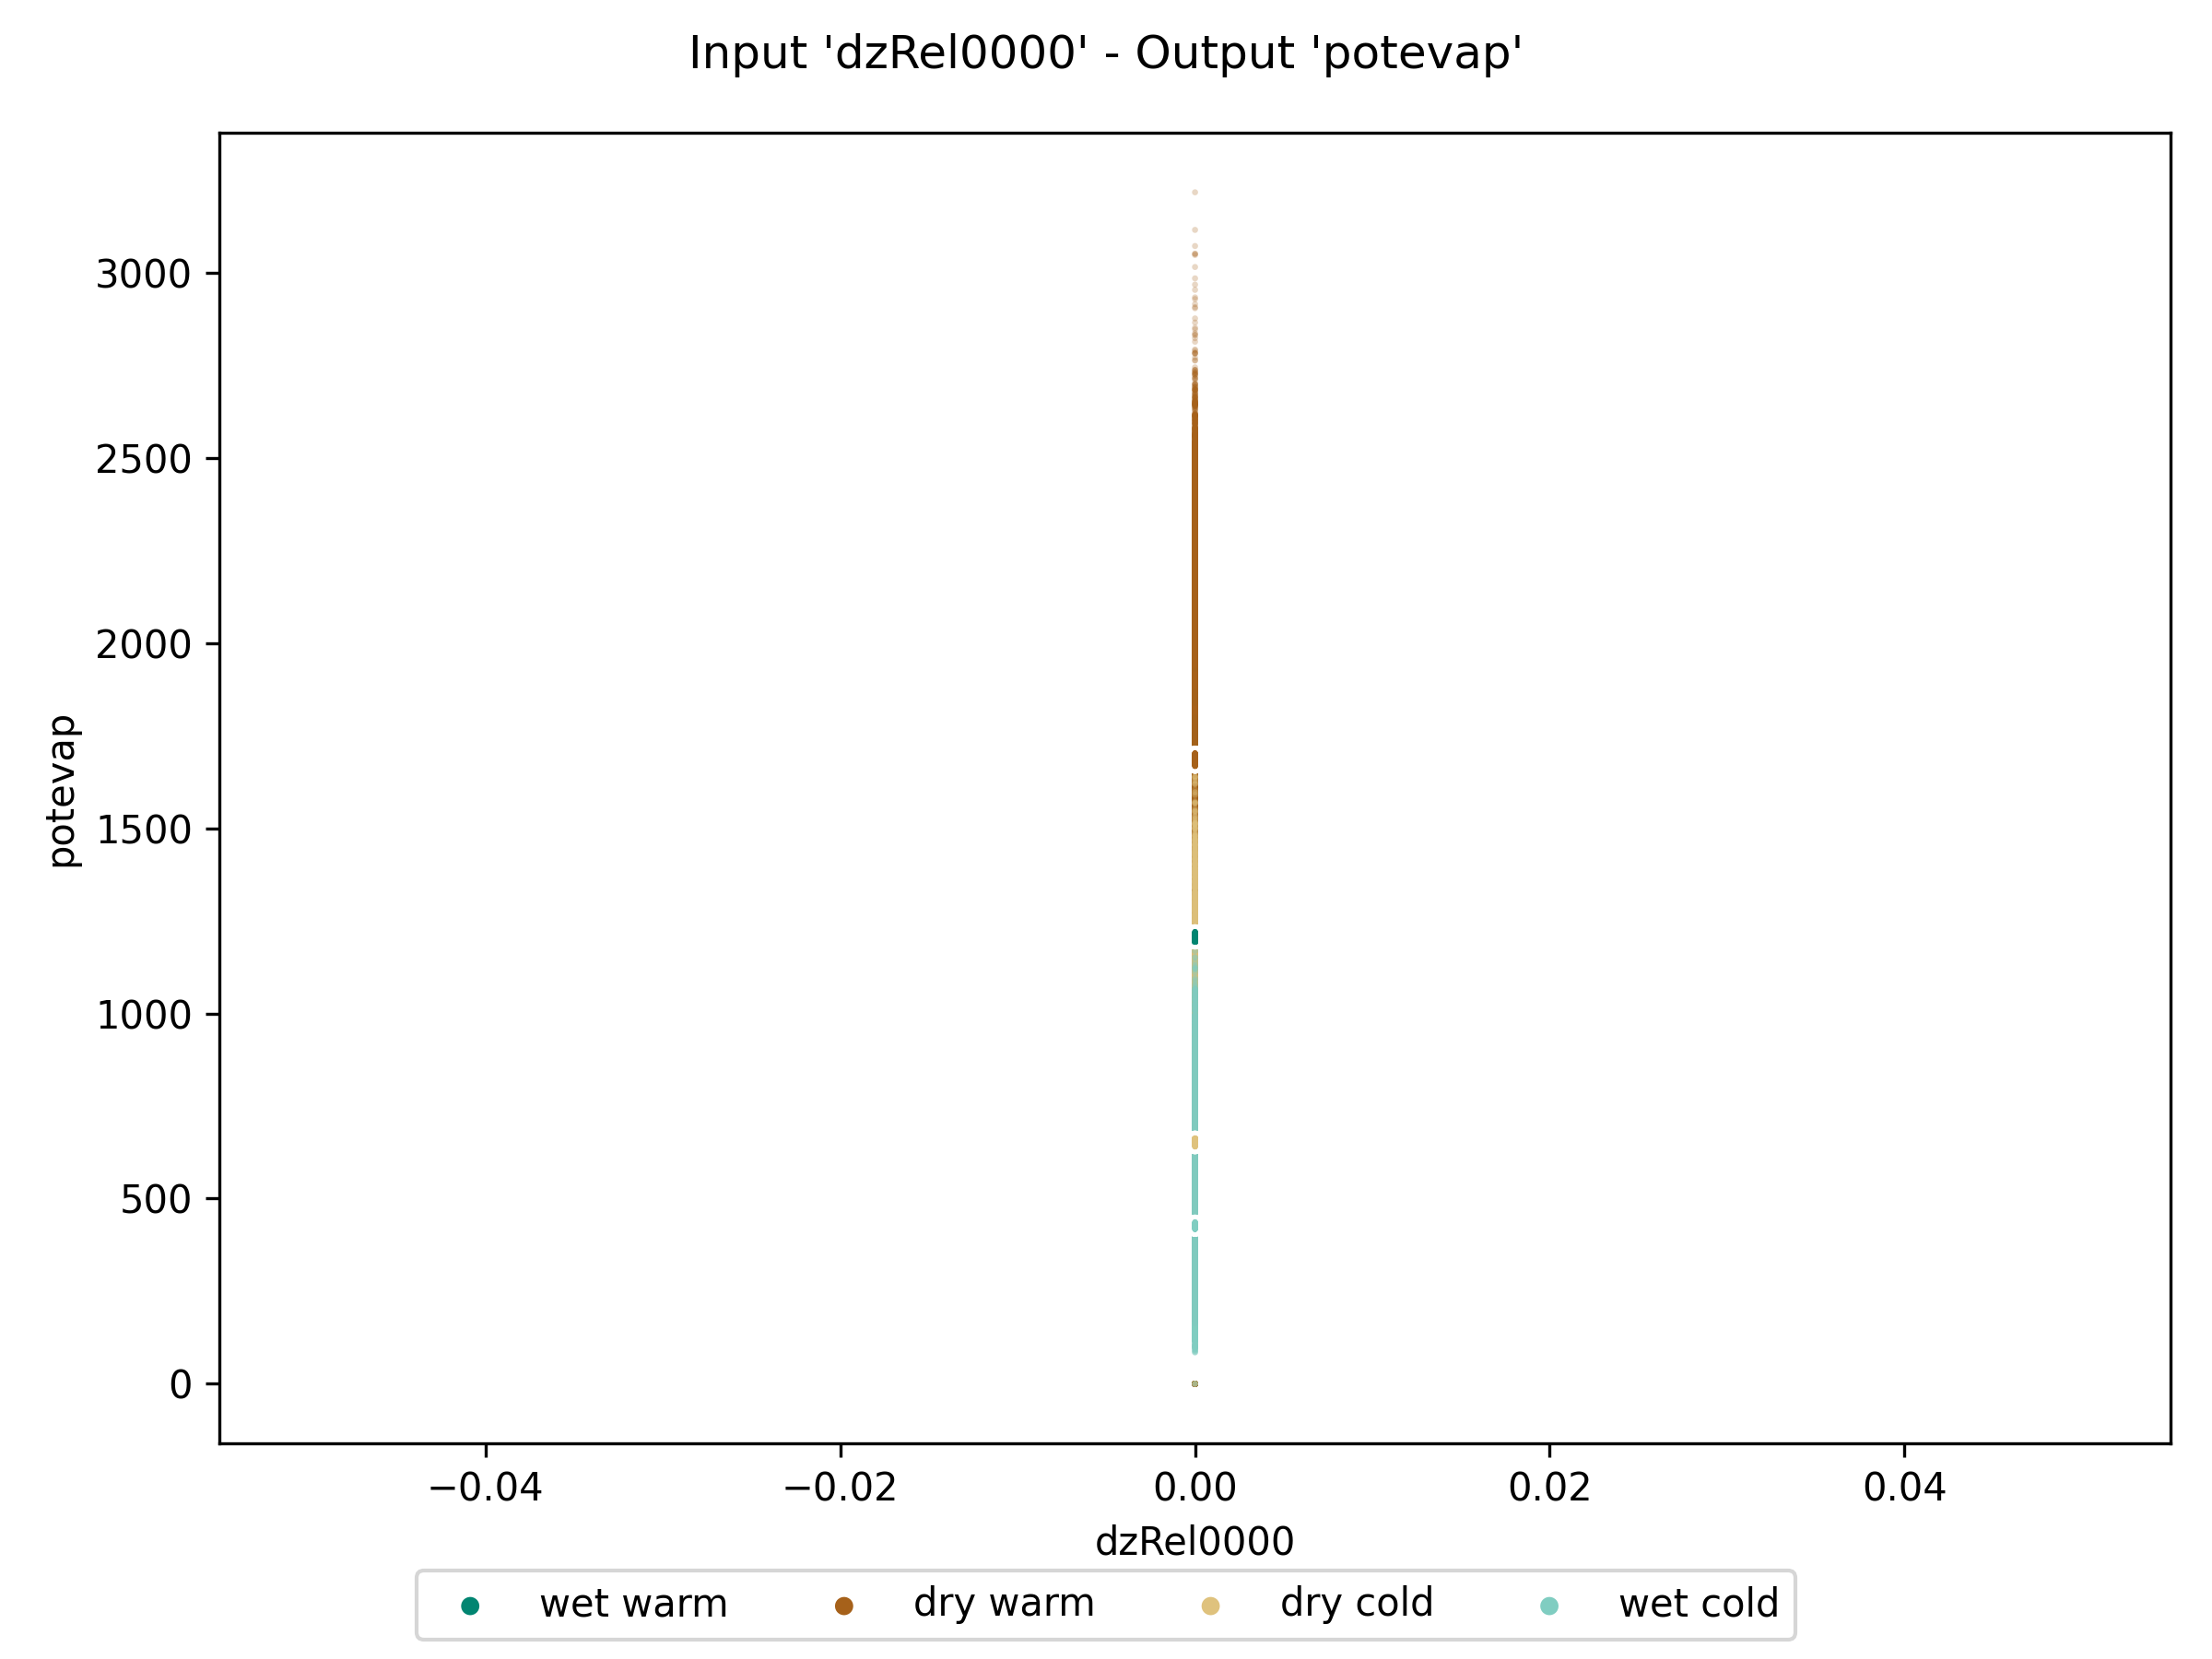 Input 'dzRel0000' - Output 'potevap'
3000
2500
2000
1500
1000
500
0
potevap
−0.04 −0.02 0.00 0.02 0.04
dzRel0000
wet warm dry warm dry cold wet cold